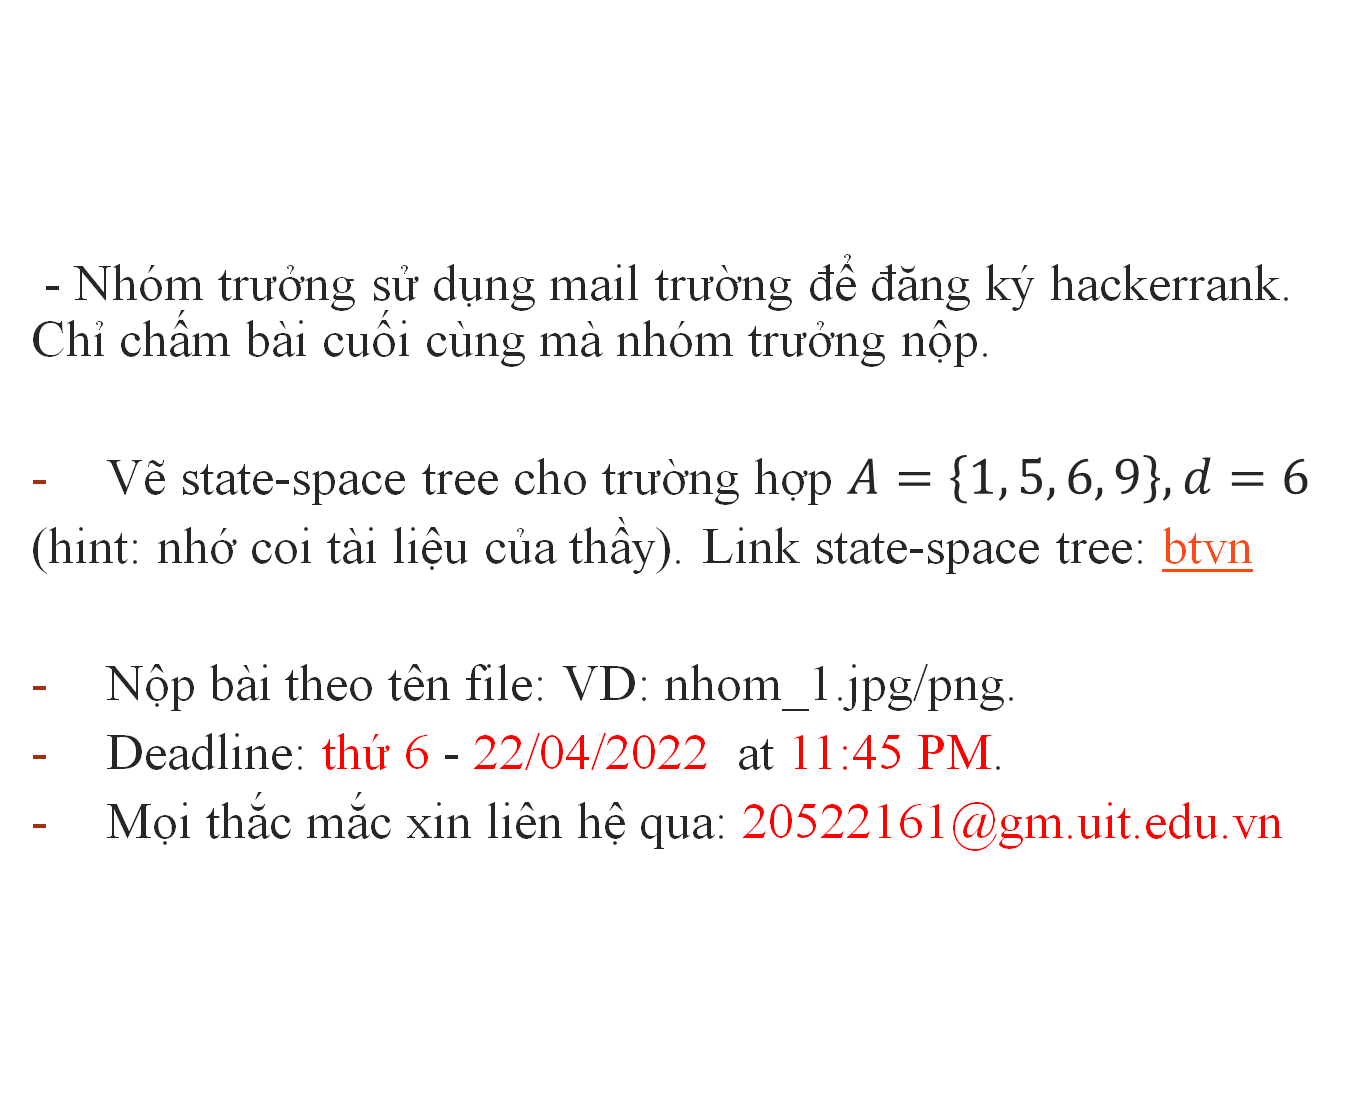 - Nhóm trưởng sử dụng mail trường để đăng ký hackerrank.
Chỉ chấm bài cuối cùng mà nhóm trưởng nộp.
- Vẽ state-space tree cho trường hợp A = {1, 5, 6, 9}, d = 6
(hint: nhớ coi tài liệu của thầy). Link state-space tree: btvn
- Nộp bài theo tên file: VD: nhom_1.jpg/png.
- Deadline: thứ 6 - 22/04/2022 at 11:45 PM.
- Mọi thắc mắc xin liên hệ qua: 20522161@gm.uit.edu.vn